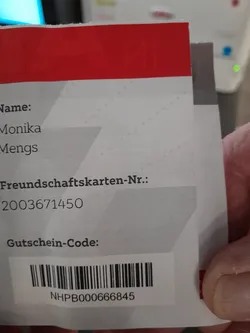 Name:
Monika
Mengs
Freundschaftskarten-Nr.:
2003671450
Gutschein-Code:
NHPB000666845